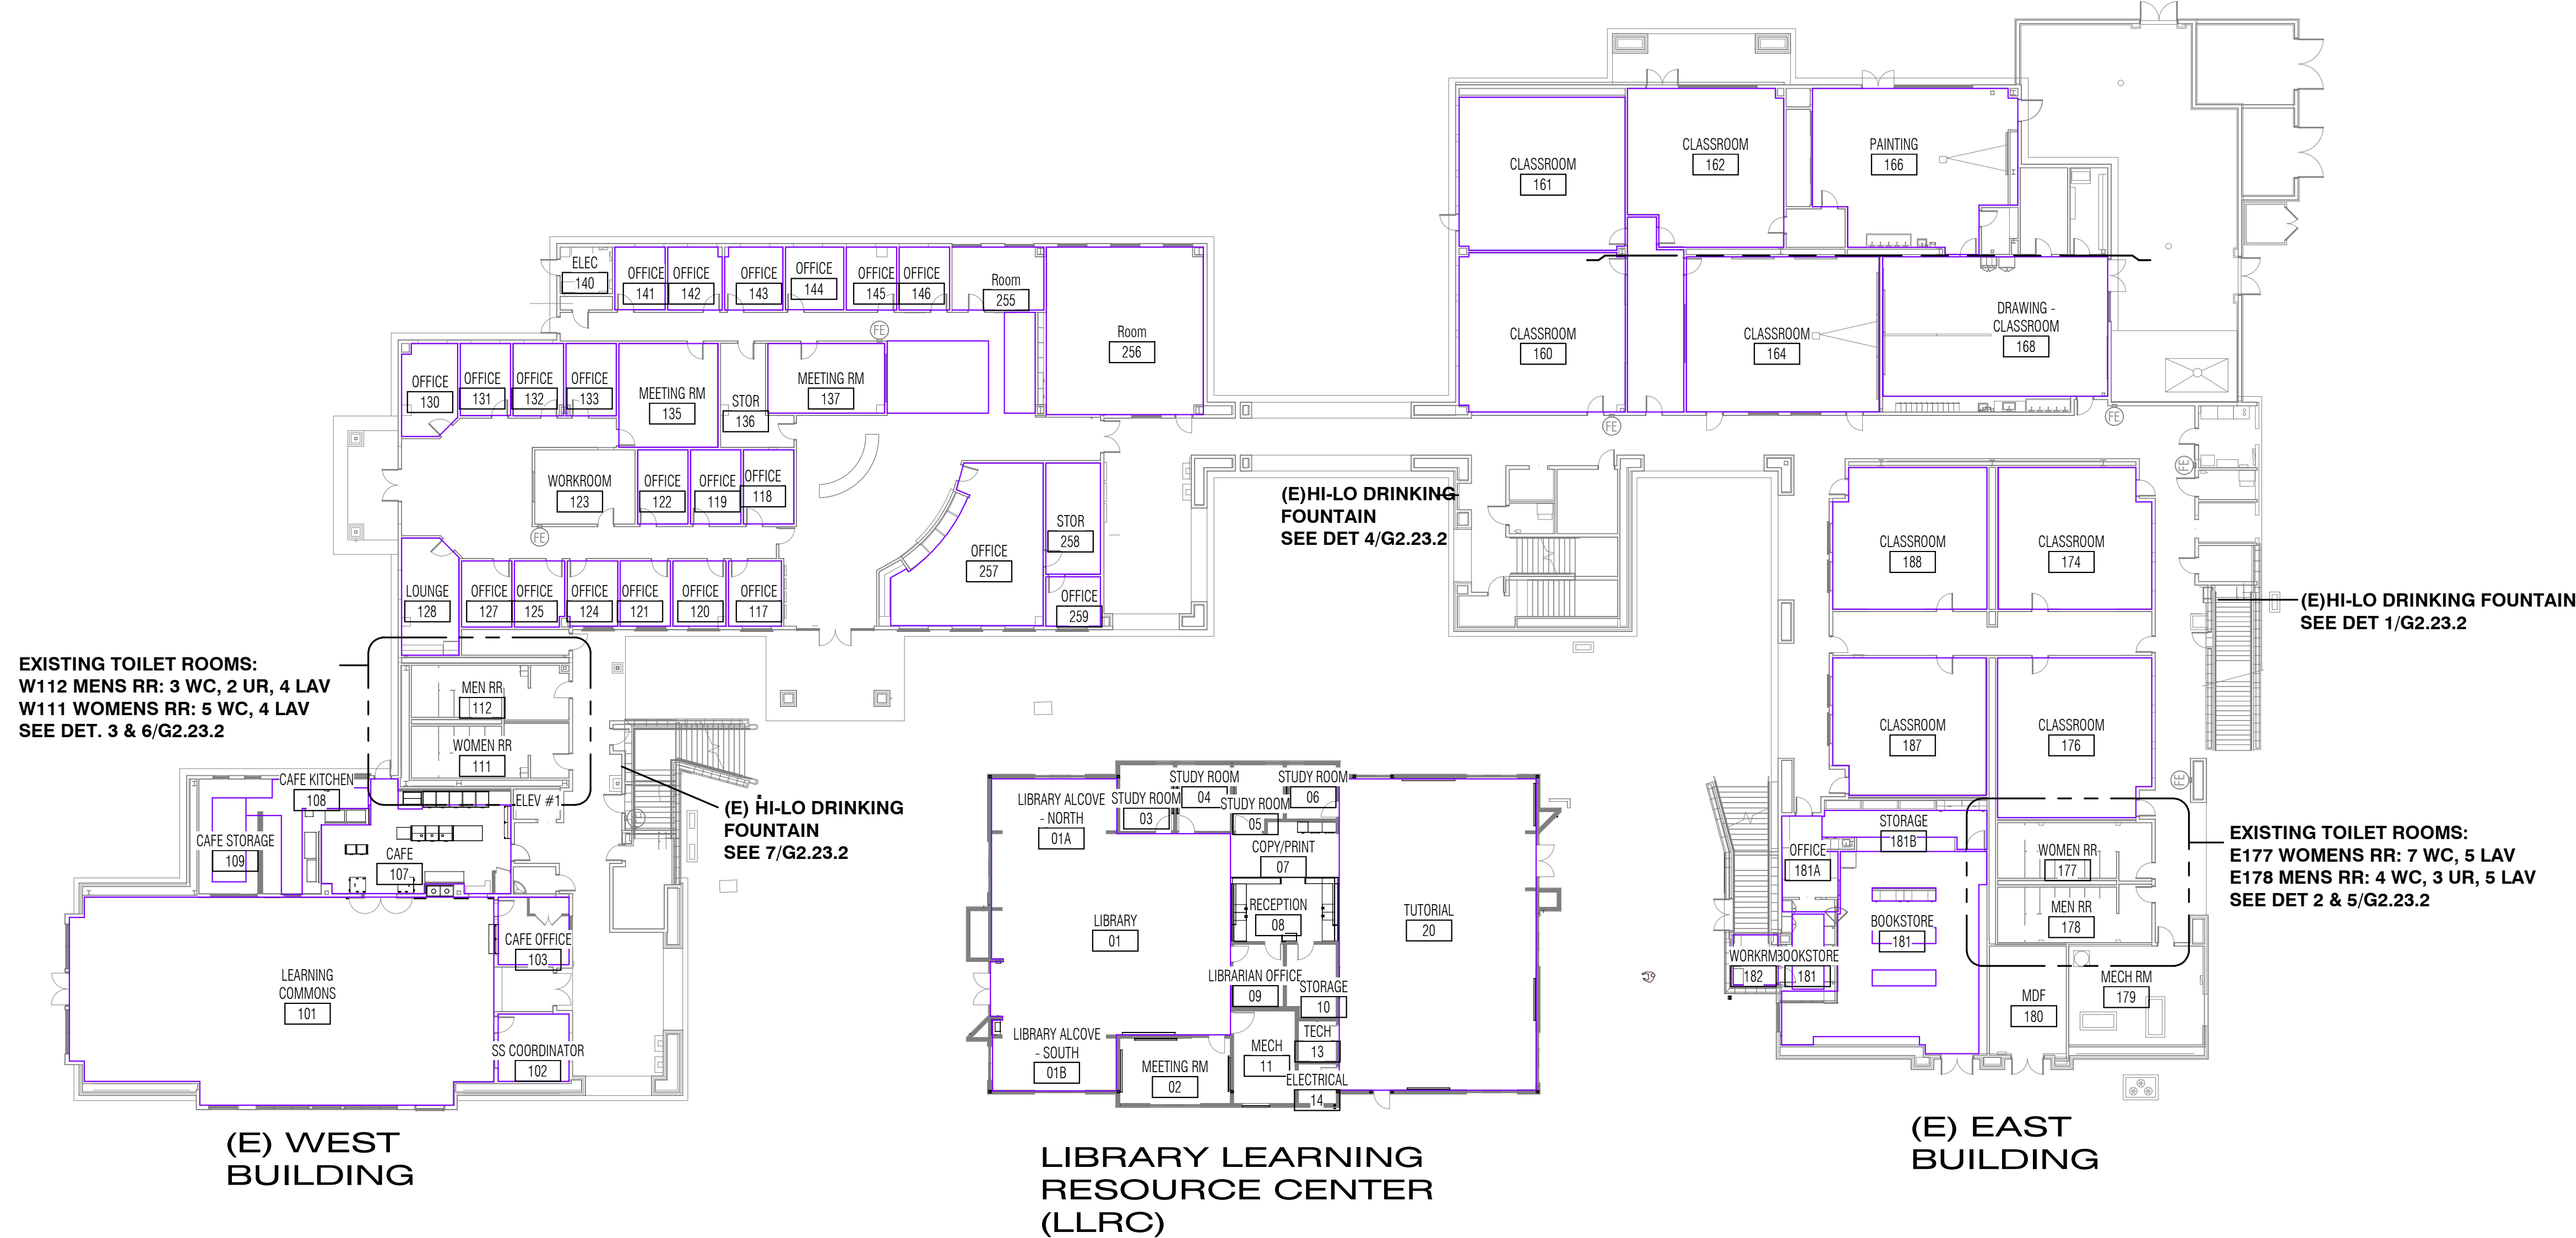 CLASSROOM
161
CLASSROOM
162
PAINTING
166
CLASSROOM
160
CLASSROOM
164
DRAWING -
CLASSROOM
168
ELEC
140
OFFICE
141
OFFICE
142
OFFICE
143
OFFICE
144
OFFICE
145
OFFICE
146
Room
255
Room
256
FE
OFFICE
130
OFFICE
131
OFFICE
132
OFFICE
133
MEETING RM
135
STOR
136
MEETING RM
137
WORKROOM
123
OFFICE
122
OFFICE
119
OFFICE
118
FE
LOUNGE
128
OFFICE
127
OFFICE
125
OFFICE
124
OFFICE
121
OFFICE
120
OFFICE
117
OFFICE
257
STOR
258
OFFICE
259
FE
FE
FE
(E)HI-LO DRINKING
FOUNTAIN
SEE DET 4/G2.23.2
CLASSROOM
188
CLASSROOM
174
(E)HI-LO DRINKING FOUNTAIN
SEE DET 1/G2.23.2
CLASSROOM
187
CLASSROOM
176
FE
EXISTING TOILET ROOMS:
W112 MENS RR: 3 WC, 2 UR, 4 LAV
W111 WOMENS RR: 5 WC, 4 LAV
SEE DET. 3 & 6/G2.23.2
MEN RR
112
WOMEN RR
111
CAFE KITCHEN
108
ELEV #1
CAFE STORAGE
109
CAFE
107
(E) HI-LO DRINKING
FOUNTAIN
SEE 7/G2.23.2
CAFE OFFICE
103
LEARNING
COMMONS
101
SS COORDINATOR
102
LIBRARY ALCOVE
- NORTH
01A
STUDY ROOM
03
STUDY ROOM
04
STUDY ROOM
05
STUDY ROOM
06
COPY/PRINT
07
RECEPTION
08
LIBRARY
01
TUTORIAL
20
LIBRARIAN OFFICE
09
STORAGE
10
LIBRARY ALCOVE
- SOUTH
01B
MEETING RM
02
MECH
11
TECH
13
ELECTRICAL
14
STORAGE
181B
OFFICE
181A
WOMEN RR
177
MEN RR
178
EXISTING TOILET ROOMS:
E177 WOMENS RR: 7 WC, 5 LAV
E178 MENS RR: 4 WC, 3 UR, 5 LAV
SEE DET 2 & 5/G2.23.2
BOOKSTORE
181
WORKRM
182
BOOKSTORE
181
MDF
180
MECH RM
179
(E) WEST
BUILDING
LIBRARY LEARNING
RESOURCE CENTER
(LLRC)
(E) EAST
BUILDING